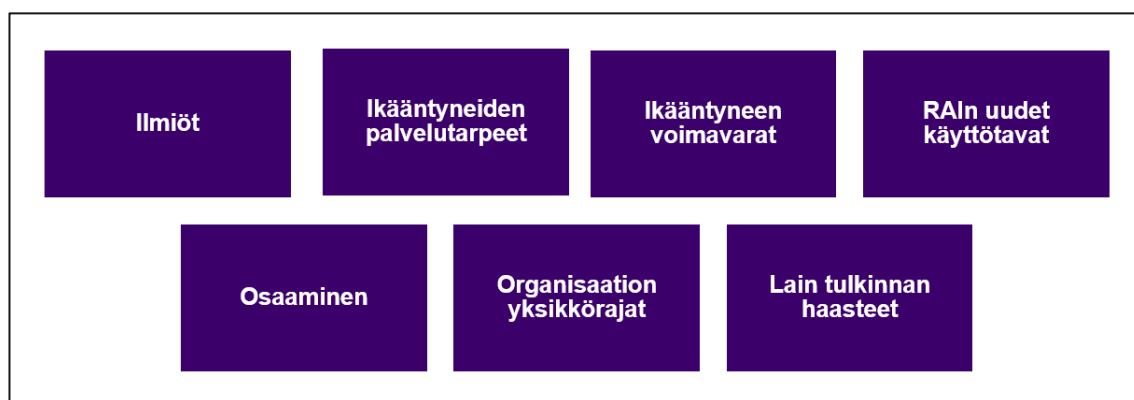 Ilmiöt
Ikääntyneiden
palvelutarpeet
Ikääntyneen
voimavarat
RAIn uudet
käyttötavat
Osaaminen
Organisaation
yksikkörajat
Lain tulkinnan
haasteet